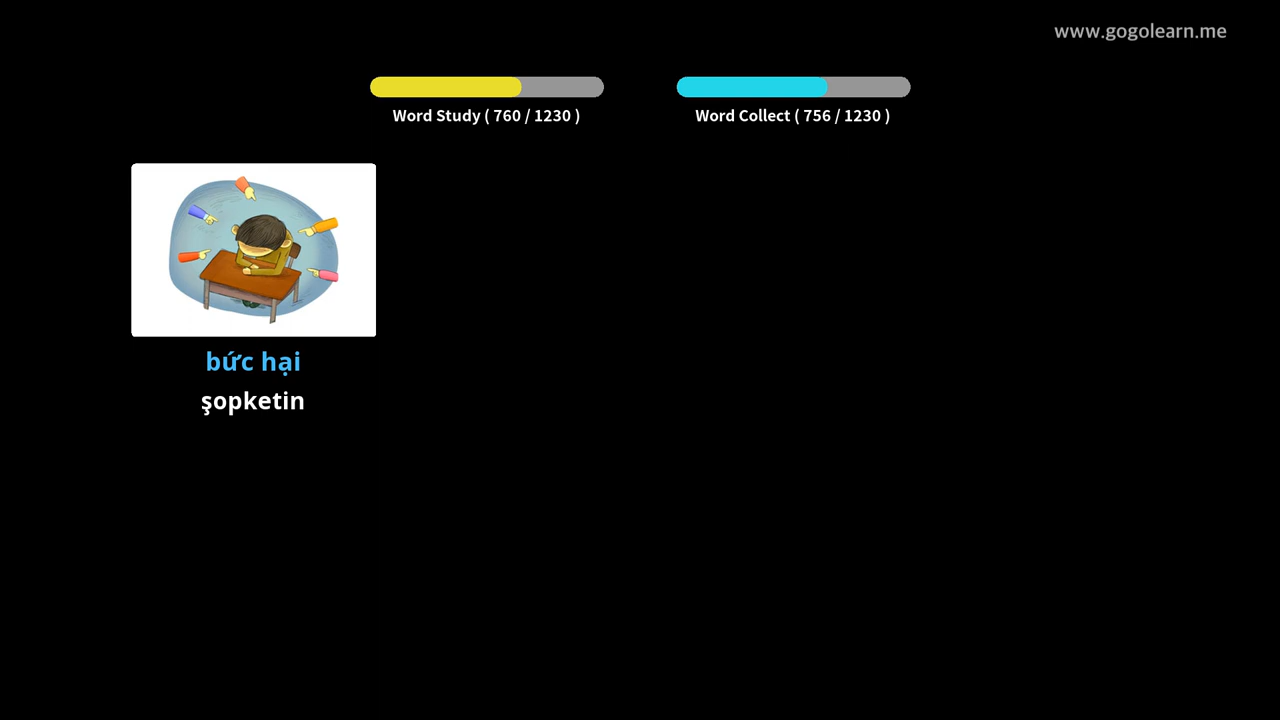 www.gogolearn.me
Word Study ( 760 / 1230 )
Word Collect ( 756 / 1230 )
bức hại
şopketin